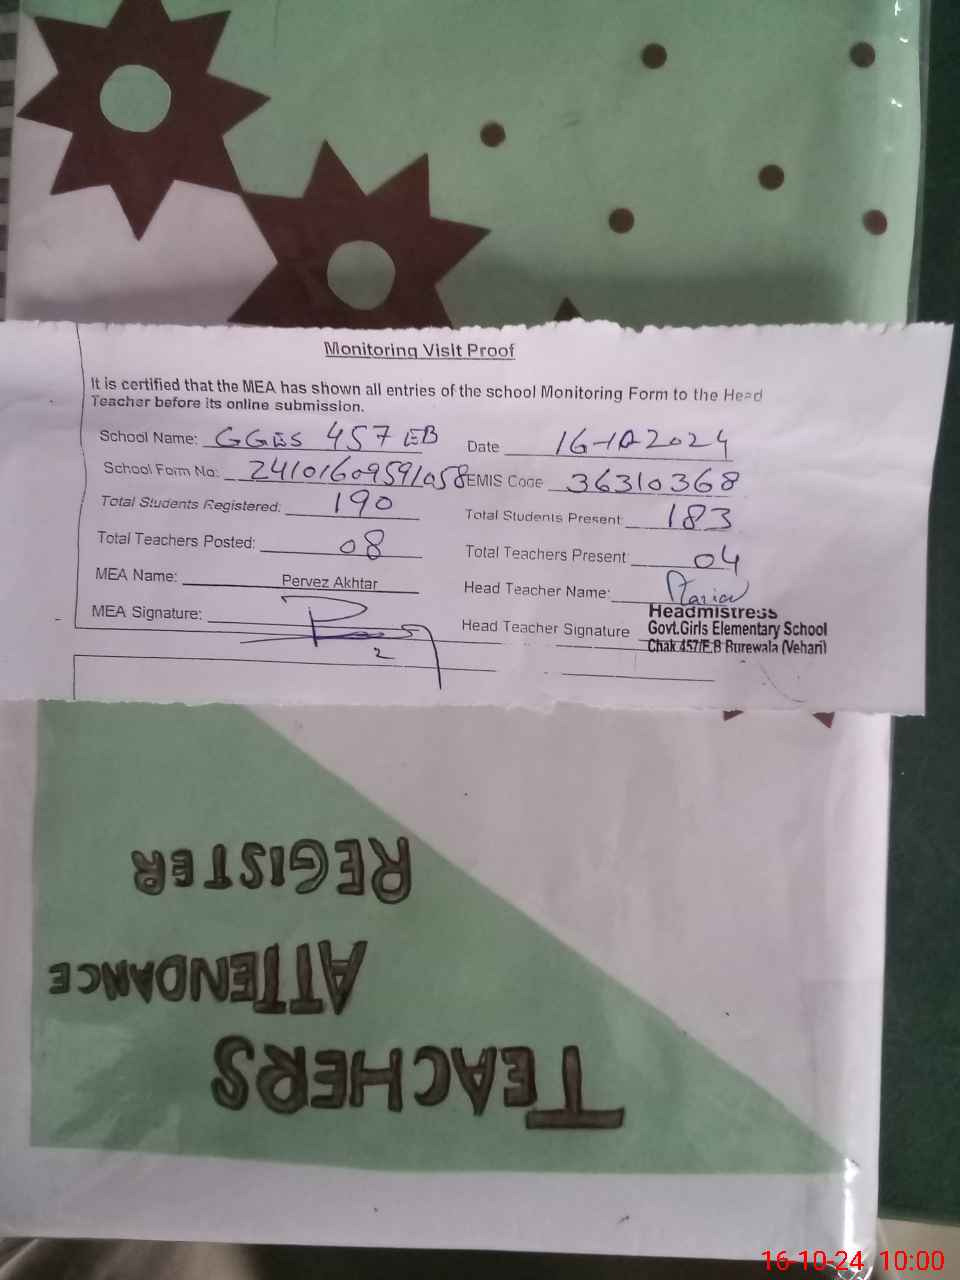 Monitoring Visit Proof
It is certified that the MEA has shown all entries of the school Monitoring Form to the Head
Teacher before its online submission.
School Name: GGES 457 EB Date 16-10-2024
School Form No: 24101609591058 EMIS Code 36310368
Total Students Registered: 190 Total Students Present: 183
Total Teachers Posted: 08 Total Teachers Present: 04
MEA Name: Pervez Akhtar Head Teacher Name:
MEA Signature: Head Teacher Signature
Headmistress
Govt.Girls Elementary School
Chak 457/E.B Burewala (Vehari)
TEACHERS
ATTENDANCE
REGISTER
16-10-24 10:00